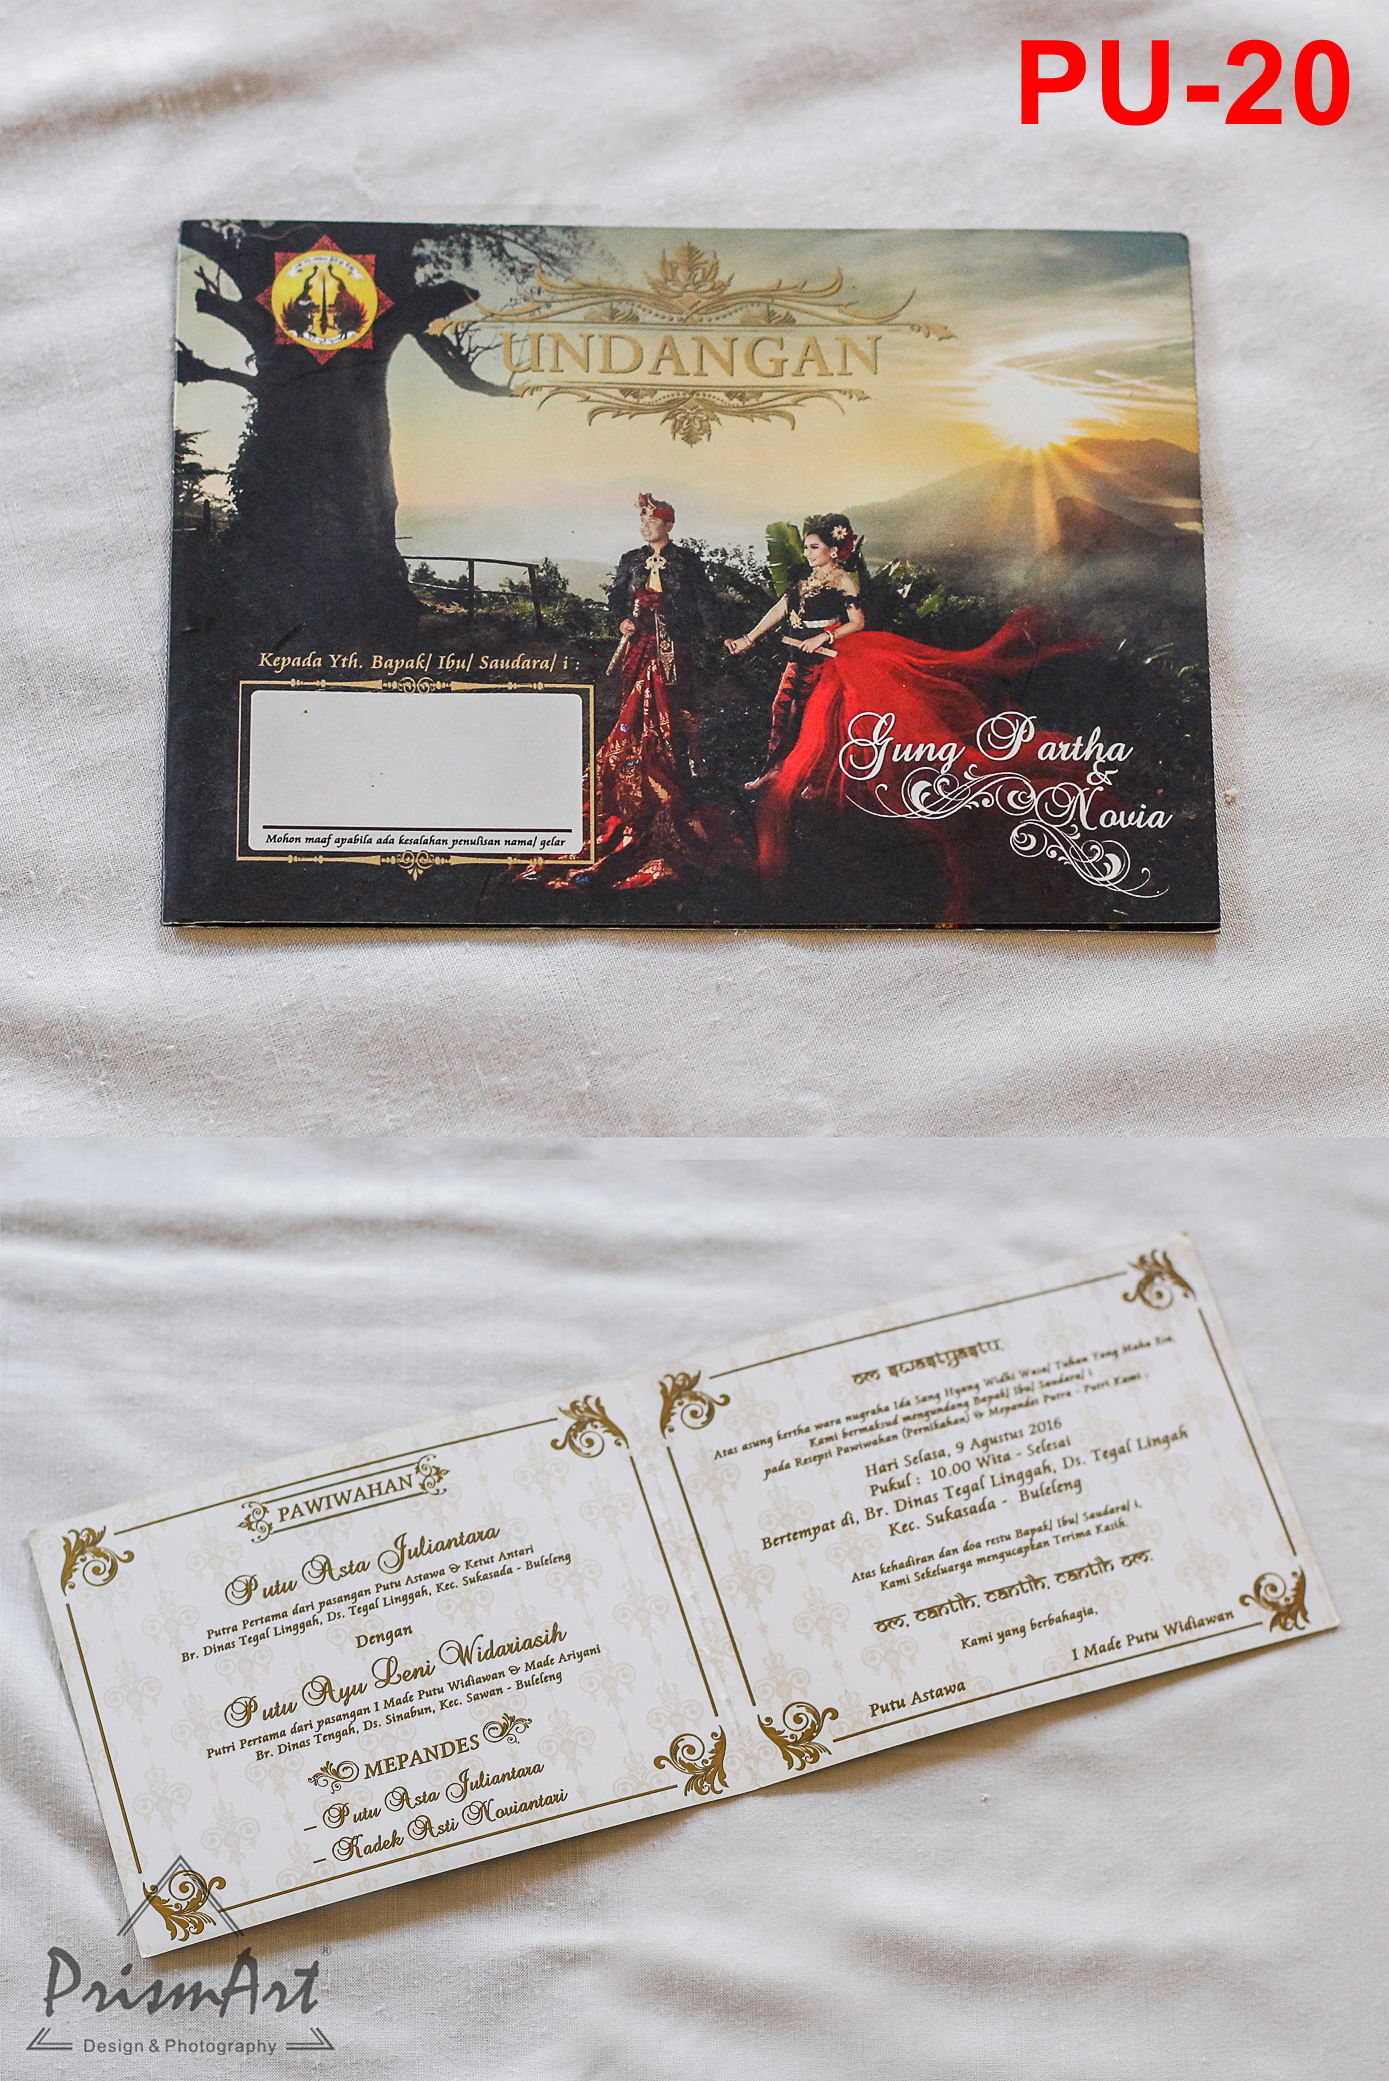 PU-20
UNDANGAN
Kepada Yth. Bapak/ Ibu/ Saudara/ i :
Mohon maaf apabila ada kesalahan penulisan nama/ gelar
Gung Partha
&
Novia
PAWIWAHAN
Putu Asta Juliantara
Putra Pertama dari pasangan Putu Astawa & Ketut Antari
Br. Dinas Tegal Linggah, Ds. Tegal Linggah, Kec. Sukasada - Buleleng
Dengan
Putu Ayu Leni Widariasih
Putri Pertama dari pasangan I Made Putu Widiawan & Made Ariyani
Br. Dinas Tengah, Ds. Sinabun, Kec. Sawan - Buleleng
MEPANDES
- Putu Asta Juliantara
- Kadek Asti Noviantari
om swastyastu.
Atas asung kertha wara nugraha Ida Sang Hyang Widhi Wasa/ Tuhan Yang Maha Esa,
Kami bermaksud mengundang Bapak/ Ibu/ Saudara/ i
pada Resepsi Pawiwahan (Pernikahan) & Mepandes Putra - Putri Kami :
Hari Selasa, 9 Agustus 2016
Pukul : 10.00 Wita - Selesai
Bertempat di, Br. Dinas Tegal Linggah, Ds. Tegal Lingah
Kec. Sukasada - Buleleng
Atas kehadiran dan doa restu Bapak/ Ibu/ Saudara/ i,
Kami Sekeluarga mengucapkan Terima Kasih.
om, cantih, cantih, cantih om.
Kami yang berbahagia,
Putu Astawa
I Made Putu Widiawan
PrismArt®
Design & Photography